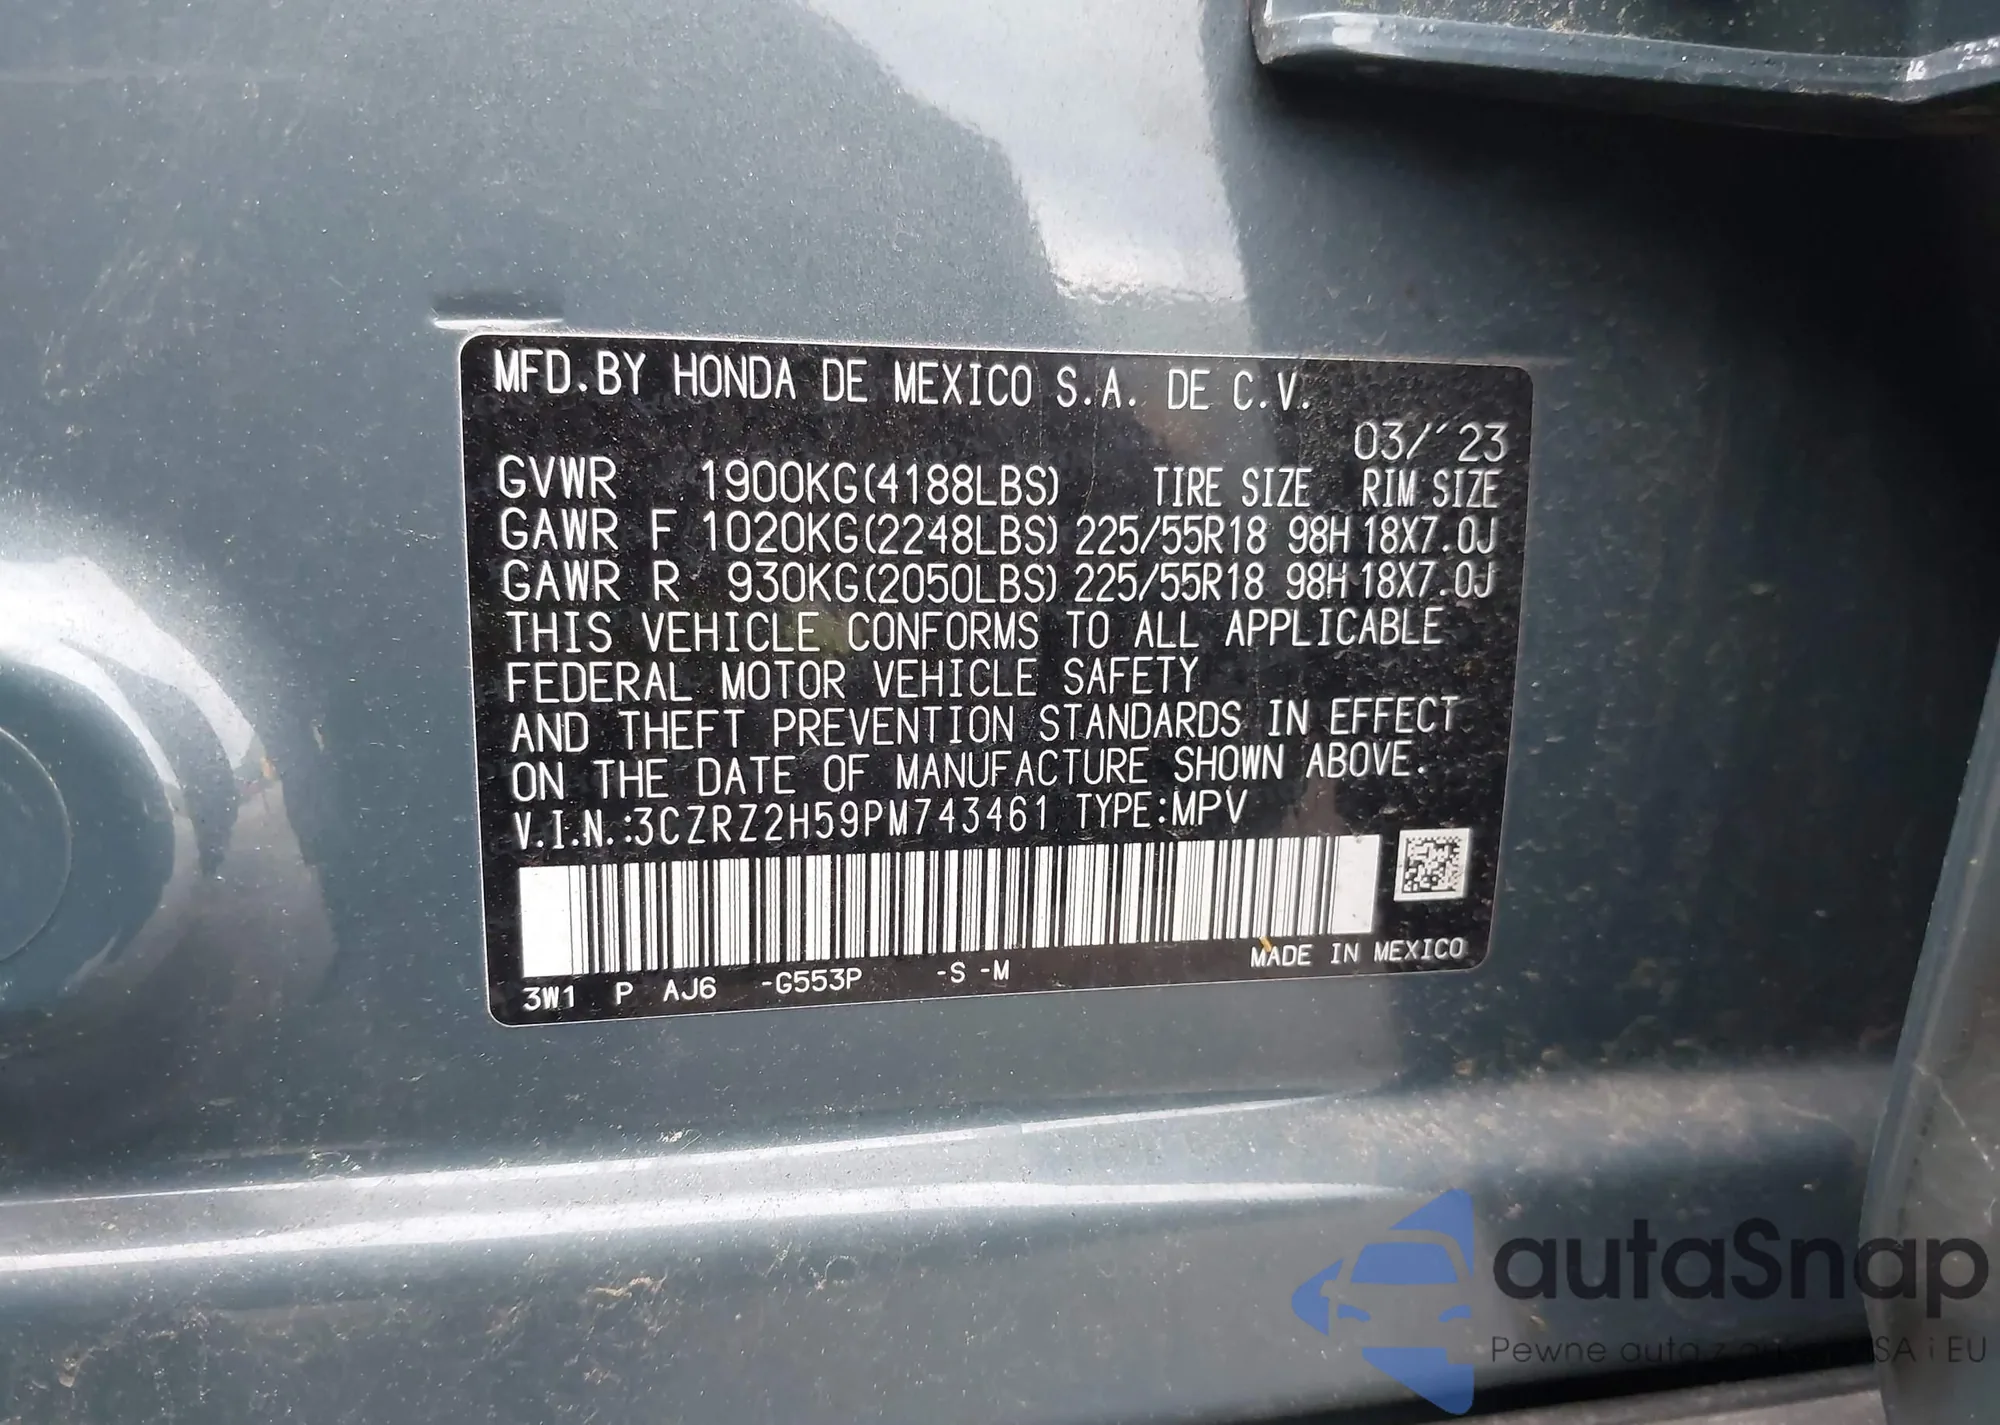 MFD.BY HONDA DE MEXICO S.A. DE C.V.
03/´23
GVWR 1900KG(4188LBS) TIRE SIZE RIM SIZE
GAWR F 1020KG(2248LBS) 225/55R18 98H 18X7.0J
GAWR R 930KG(2050LBS) 225/55R18 98H 18X7.0J
THIS VEHICLE CONFORMS TO ALL APPLICABLE
FEDERAL MOTOR VEHICLE SAFETY
AND THEFT PREVENTION STANDARDS IN EFFECT
ON THE DATE OF MANUFACTURE SHOWN ABOVE.
V.I.N.:3CZRZ2H59PM743461 TYPE:MPV
MADE IN MEXICO
3W1 P AJ6 -G553P -S -M
autaSnap
Pewne auta z i EU